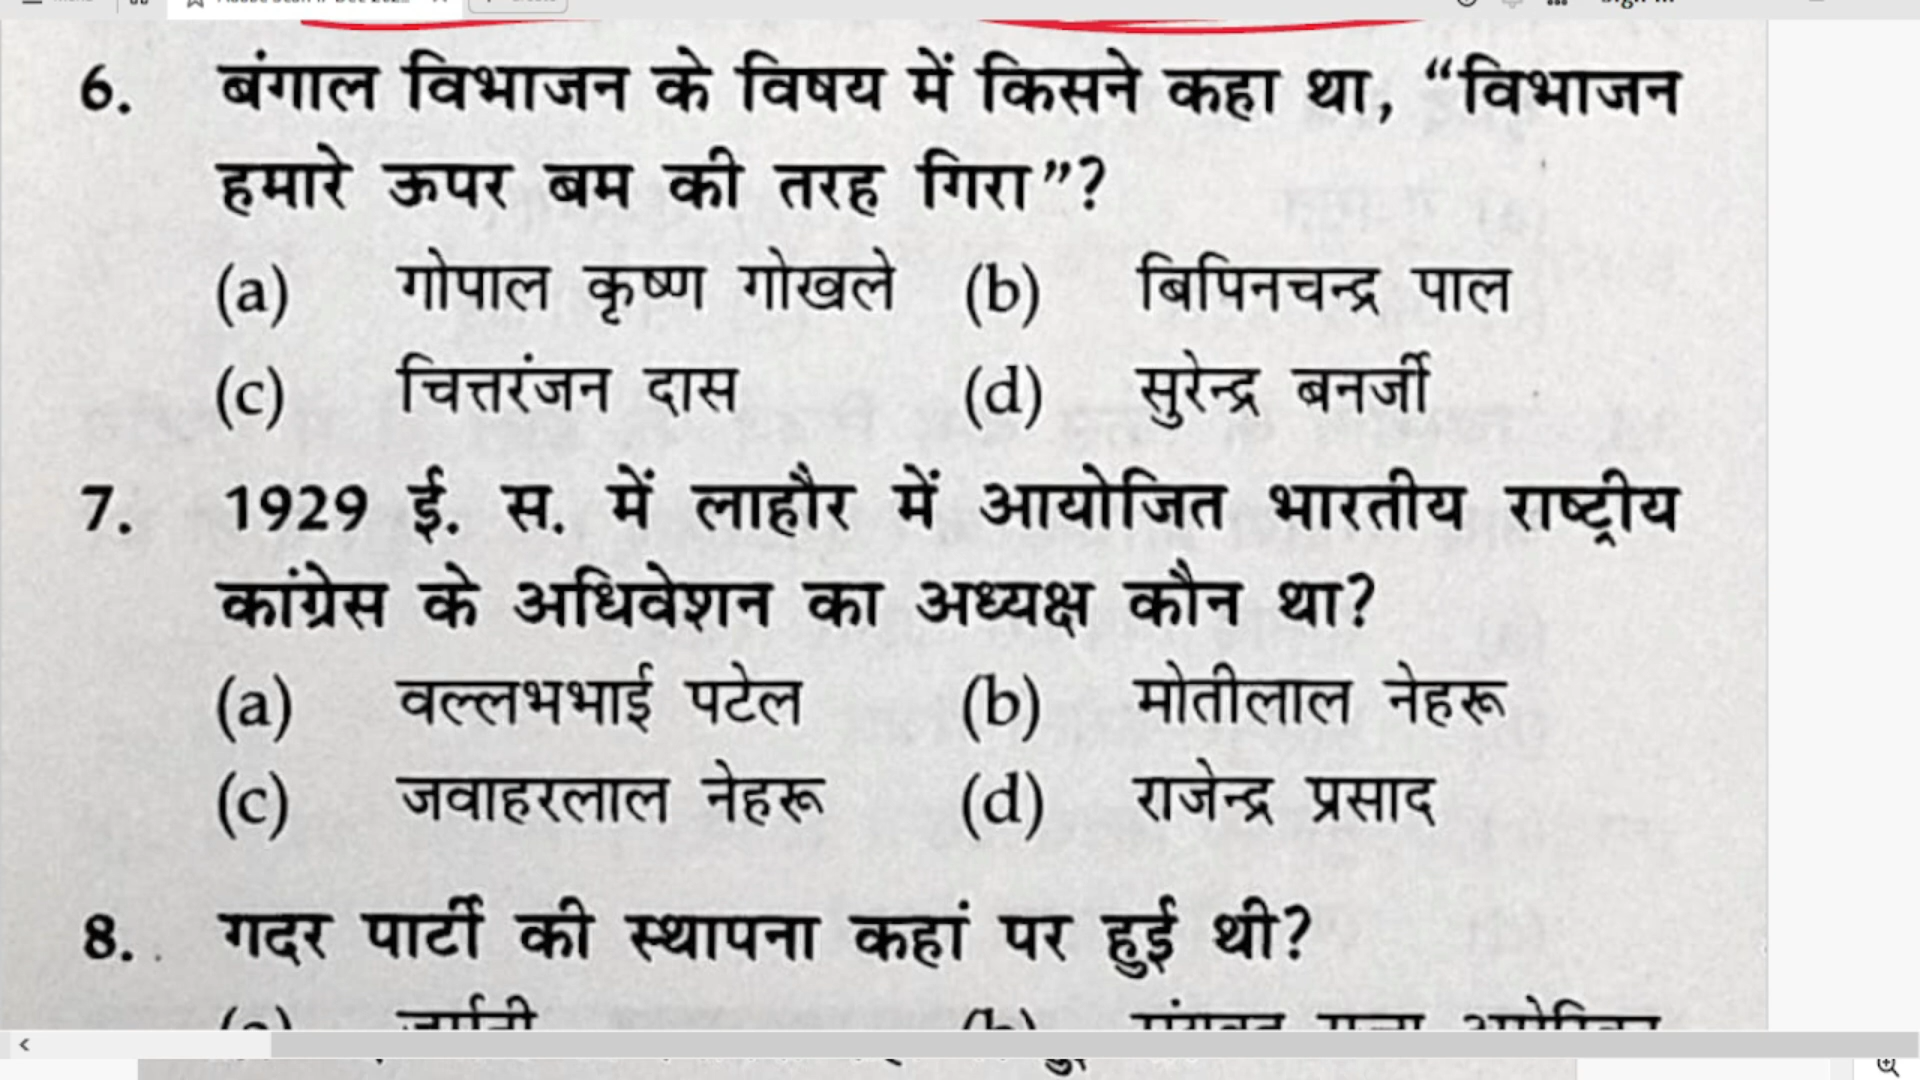 6. बंगाल विभाजन के विषय में किसने कहा था, “विभाजन
हमारे ऊपर बम की तरह गिरा”?
(a) गोपाल कृष्ण गोखले (b) बिपिनचन्द्र पाल
(c) चित्तरंजन दास (d) सुरेन्द्र बनर्जी
7. 1929 ई. स. में लाहौर में आयोजित भारतीय राष्ट्रीय
कांग्रेस के अधिवेशन का अध्यक्ष कौन था?
(a) वल्लभभाई पटेल (b) मोतीलाल नेहरू
(c) जवाहरलाल नेहरू (d) राजेन्द्र प्रसाद
8. गदर पार्टी की स्थापना कहां पर हुई थी?